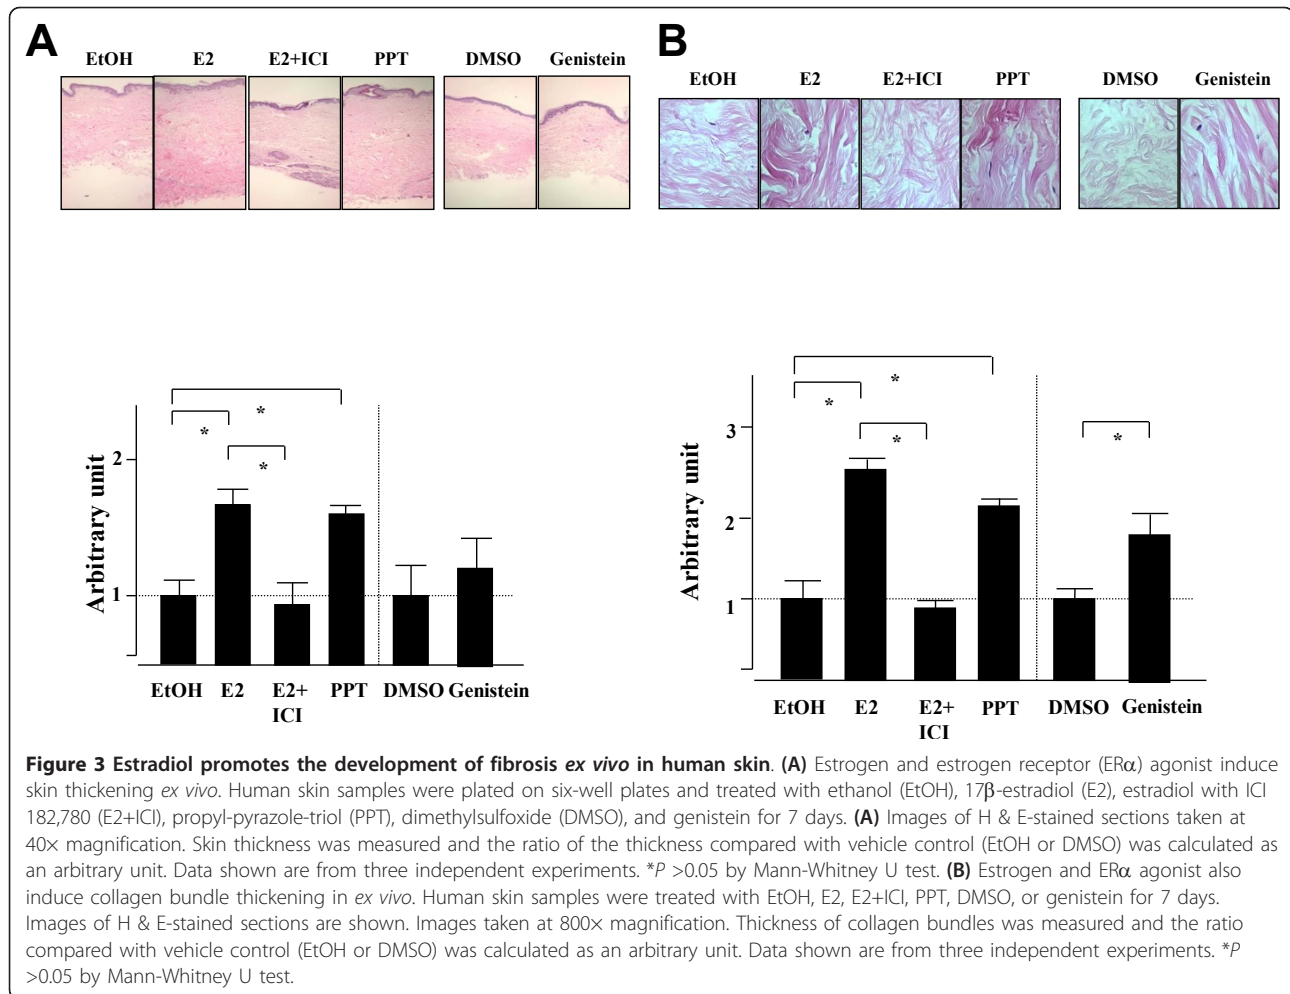 A
EtOH E2 E2+ICI PPT DMSO Genistein
B
EtOH E2 E2+ICI PPT DMSO Genistein
Arbitrary unit
2
1
*
*
*
EtOH E2 E2+ ICI PPT DMSO Genistein
Arbitrary unit
3
2
1
*
*
*
*
EtOH E2 E2+ ICI PPT DMSO Genistein
Figure 3 Estradiol promotes the development of fibrosis ex vivo in human skin. (A) Estrogen and estrogen receptor (ERα) agonist induce
skin thickening ex vivo. Human skin samples were plated on six-well plates and treated with ethanol (EtOH), 17β-estradiol (E2), estradiol with ICI
182,780 (E2+ICI), propyl-pyrazole-triol (PPT), dimethylsulfoxide (DMSO), and genistein for 7 days. (A) Images of H & E-stained sections taken at
40× magnification. Skin thickness was measured and the ratio of the thickness compared with vehicle control (EtOH or DMSO) was calculated as
an arbitrary unit. Data shown are from three independent experiments. *P >0.05 by Mann-Whitney U test. (B) Estrogen and ERα agonist also
induce collagen bundle thickening in ex vivo. Human skin samples were treated with EtOH, E2, E2+ICI, PPT, DMSO, or genistein for 7 days.
Images of H & E-stained sections are shown. Images taken at 800× magnification. Thickness of collagen bundles was measured and the ratio
compared with vehicle control (EtOH or DMSO) was calculated as an arbitrary unit. Data shown are from three independent experiments. *P
>0.05 by Mann-Whitney U test.